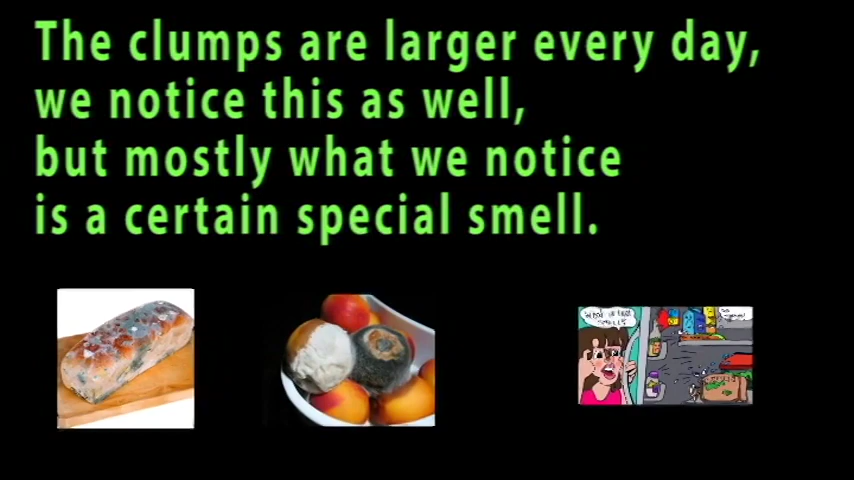 The clumps are larger every day,
we notice this as well,
but mostly what we notice
is a certain special smell.